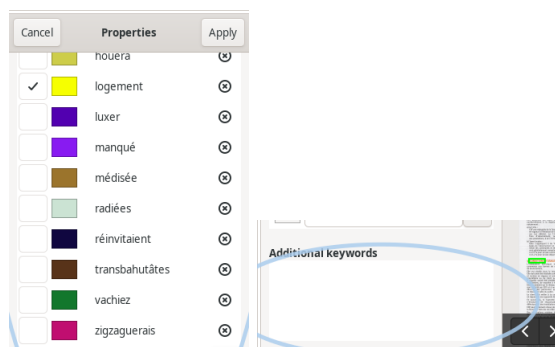 Cancel Properties Apply
houera
logement
luxer
manqué
médisée
radiées
réinvitaient
transbahutâtes
vachiez
zigzaguerais
Additional keywords